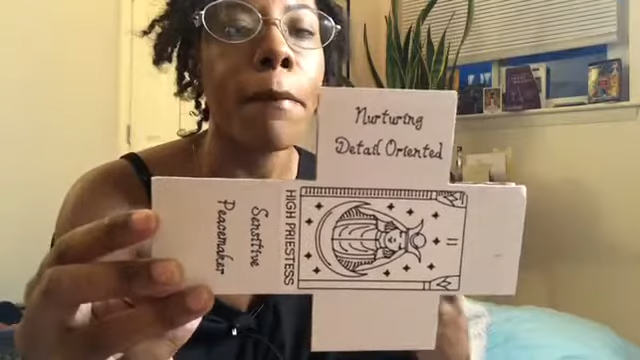 Nurturing
Detail Oriented
HIGH PRIESTESS
Sensitive
Peacemaker
II